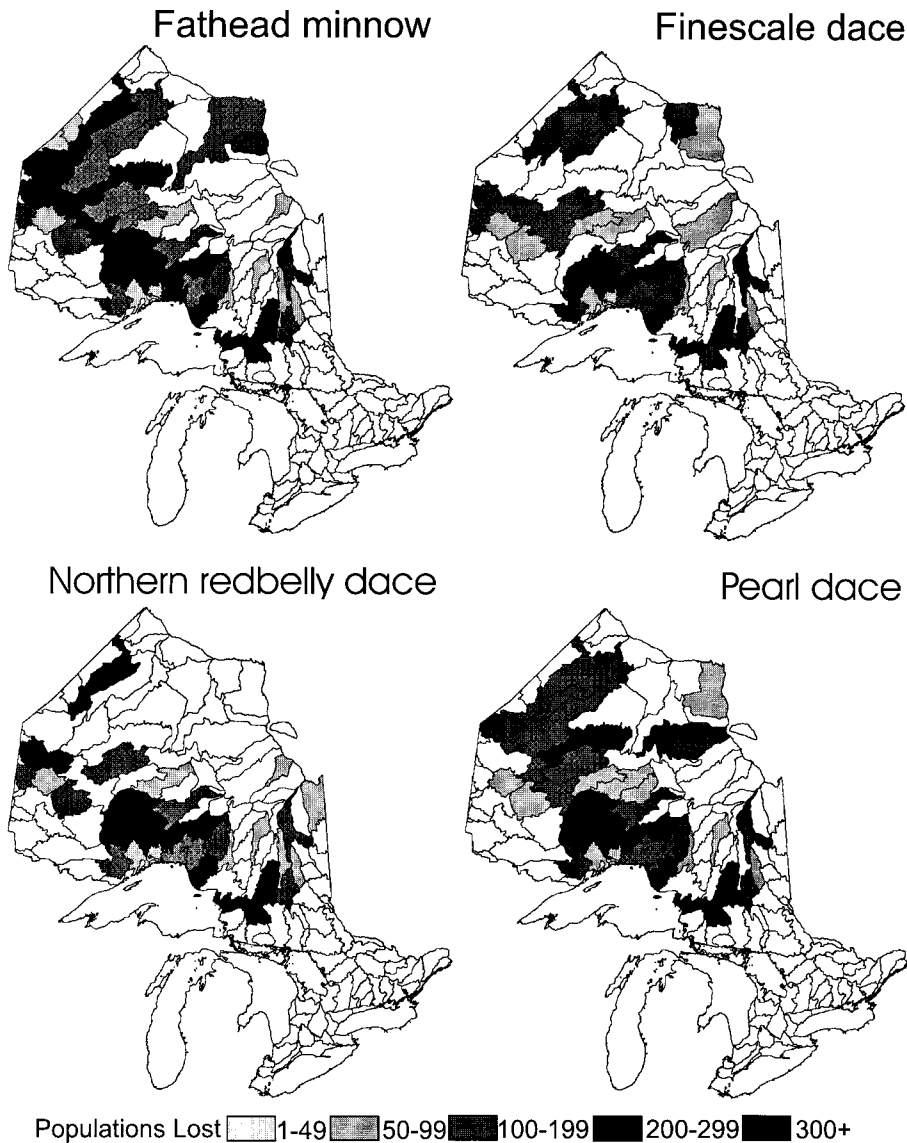 Fathead minnow
Finescale dace
Northern redbelly dace
Pearl dace
Populations Lost 1-49 50-99 100-199 200-299 300+